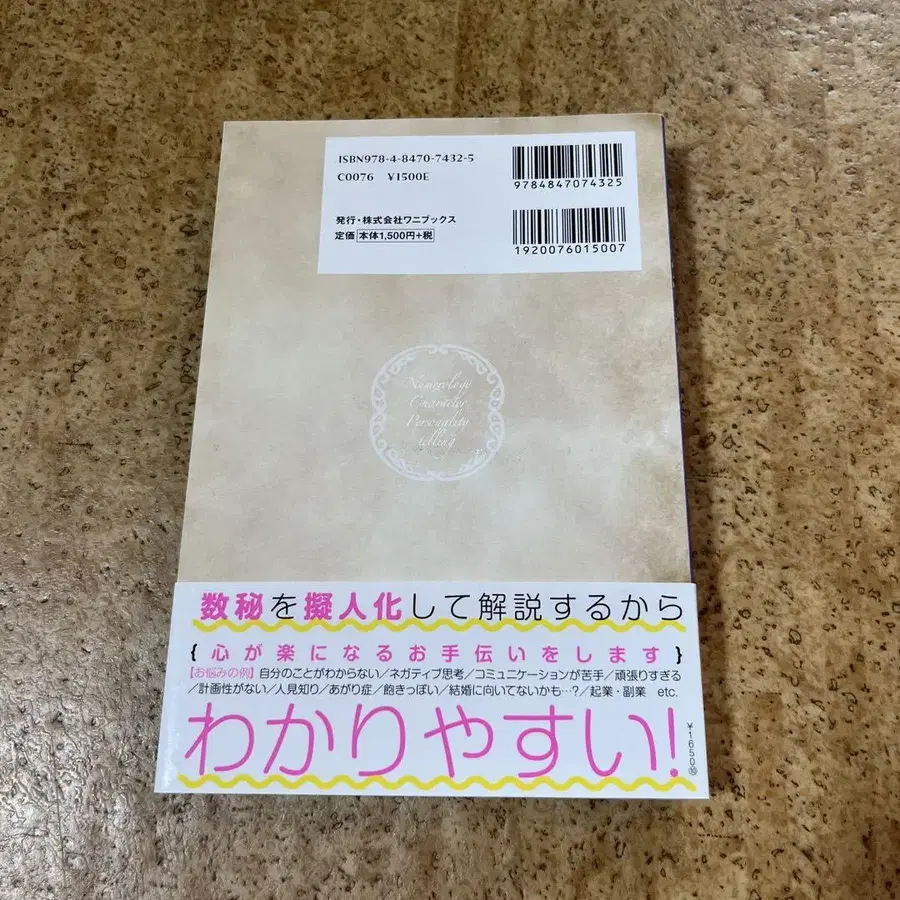 ISBN978-4-8470-7432-5
C0076 ¥1500E
発行・株式会社ワニブックス
定価 本体1,500円+税
9784847074325
1920076015007
Numerology
Character
Personality
telling
数秘を擬人化して解説するから
{心が楽になるお手伝いをします}
【お悩みの例】自分のことがわからない/ネガティブ思考/コミュニケーションが苦手/頑張りすぎる
/計画性がない/人見知り/あがり症/飽きっぽい/結婚に向いてないかも…?/起業・副業 etc.
わかりやすい!
¥1650⑩